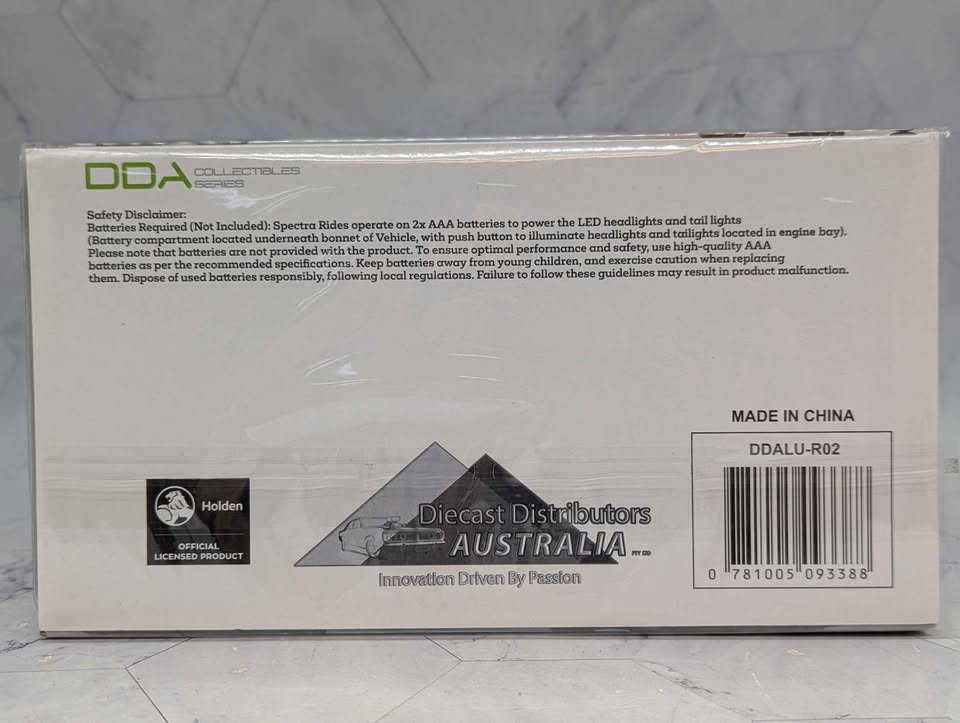 DDA COLLECTIBLES
SERIES
Safety Disclaimer:
Batteries Required (Not Included): Spectra Rides operate on 2x AAA batteries to power the LED headlights and tail lights
(Battery compartment located underneath bonnet of Vehicle, with push button to illuminate headlights and tailights located in engine bay).
Please note that batteries are not provided with the product. To ensure optimal performance and safety, use high-quality AAA
batteries as per the recommended specifications. Keep batteries away from young children, and exercise caution when replacing
them. Dispose of used batteries responsibly, following local regulations. Failure to follow these guidelines may result in product malfunction.
MADE IN CHINA
DDALU-R02
0 781005 093388
Holden
OFFICIAL
LICENSED PRODUCT
Diecast Distributors
AUSTRALIA PTY LTD
Innovation Driven By Passion